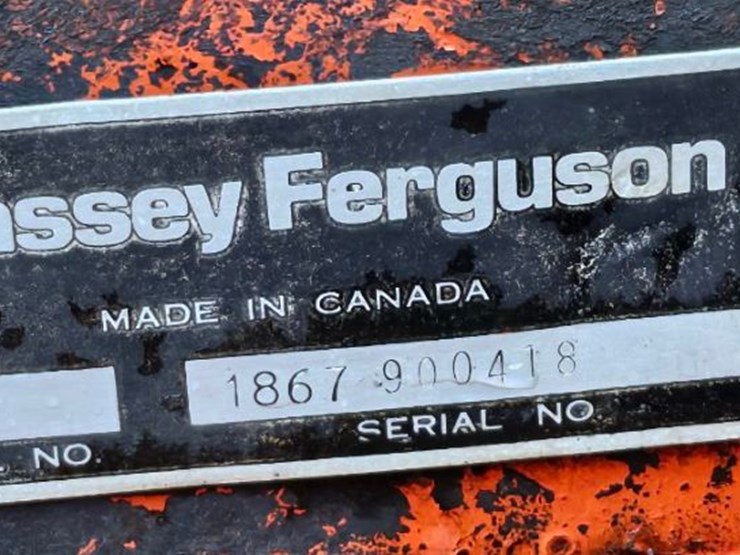 assey Ferguson
MADE IN CANADA
1867 900418
. NO. SERIAL NO.